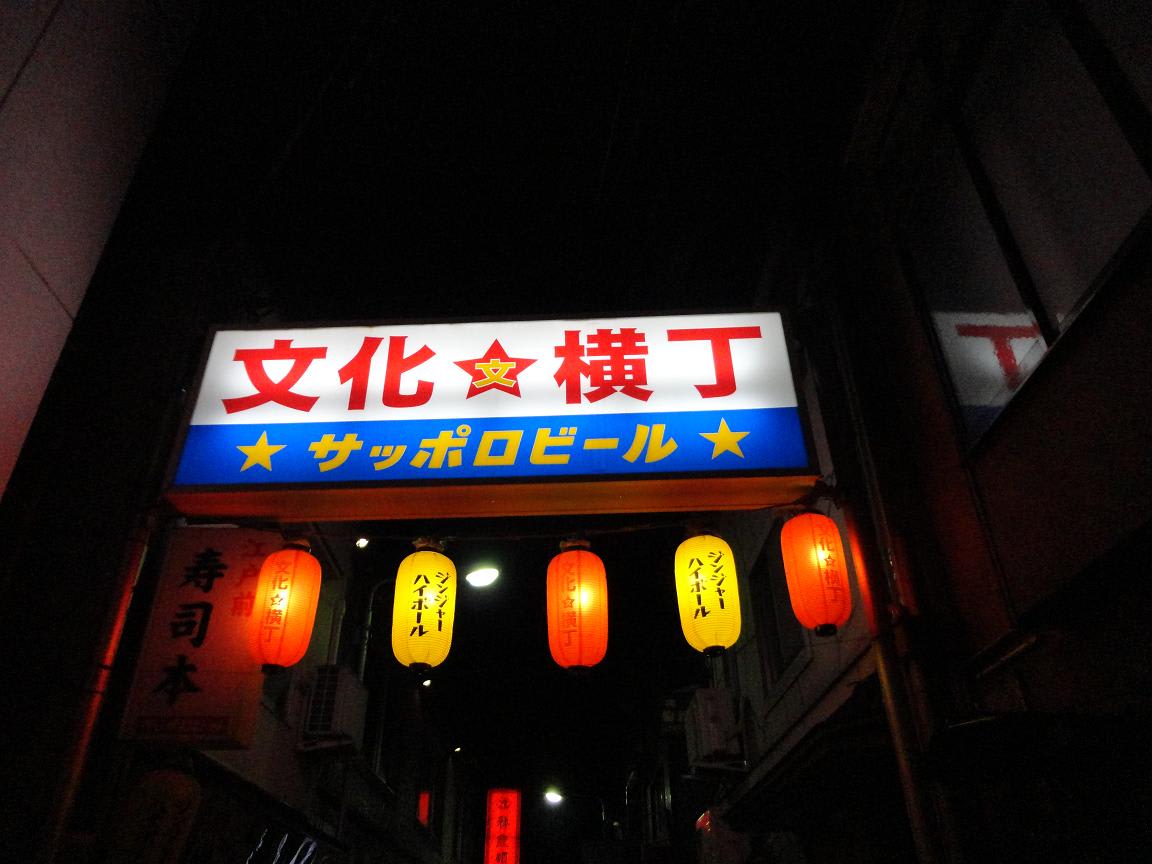 文化★横丁
文
★サッポロビール★
江戸前
寿司本
文化☆横丁
ジンジャー
ハイボール
文化☆横丁
ジンジャー
ハイボール
文化☆横丁